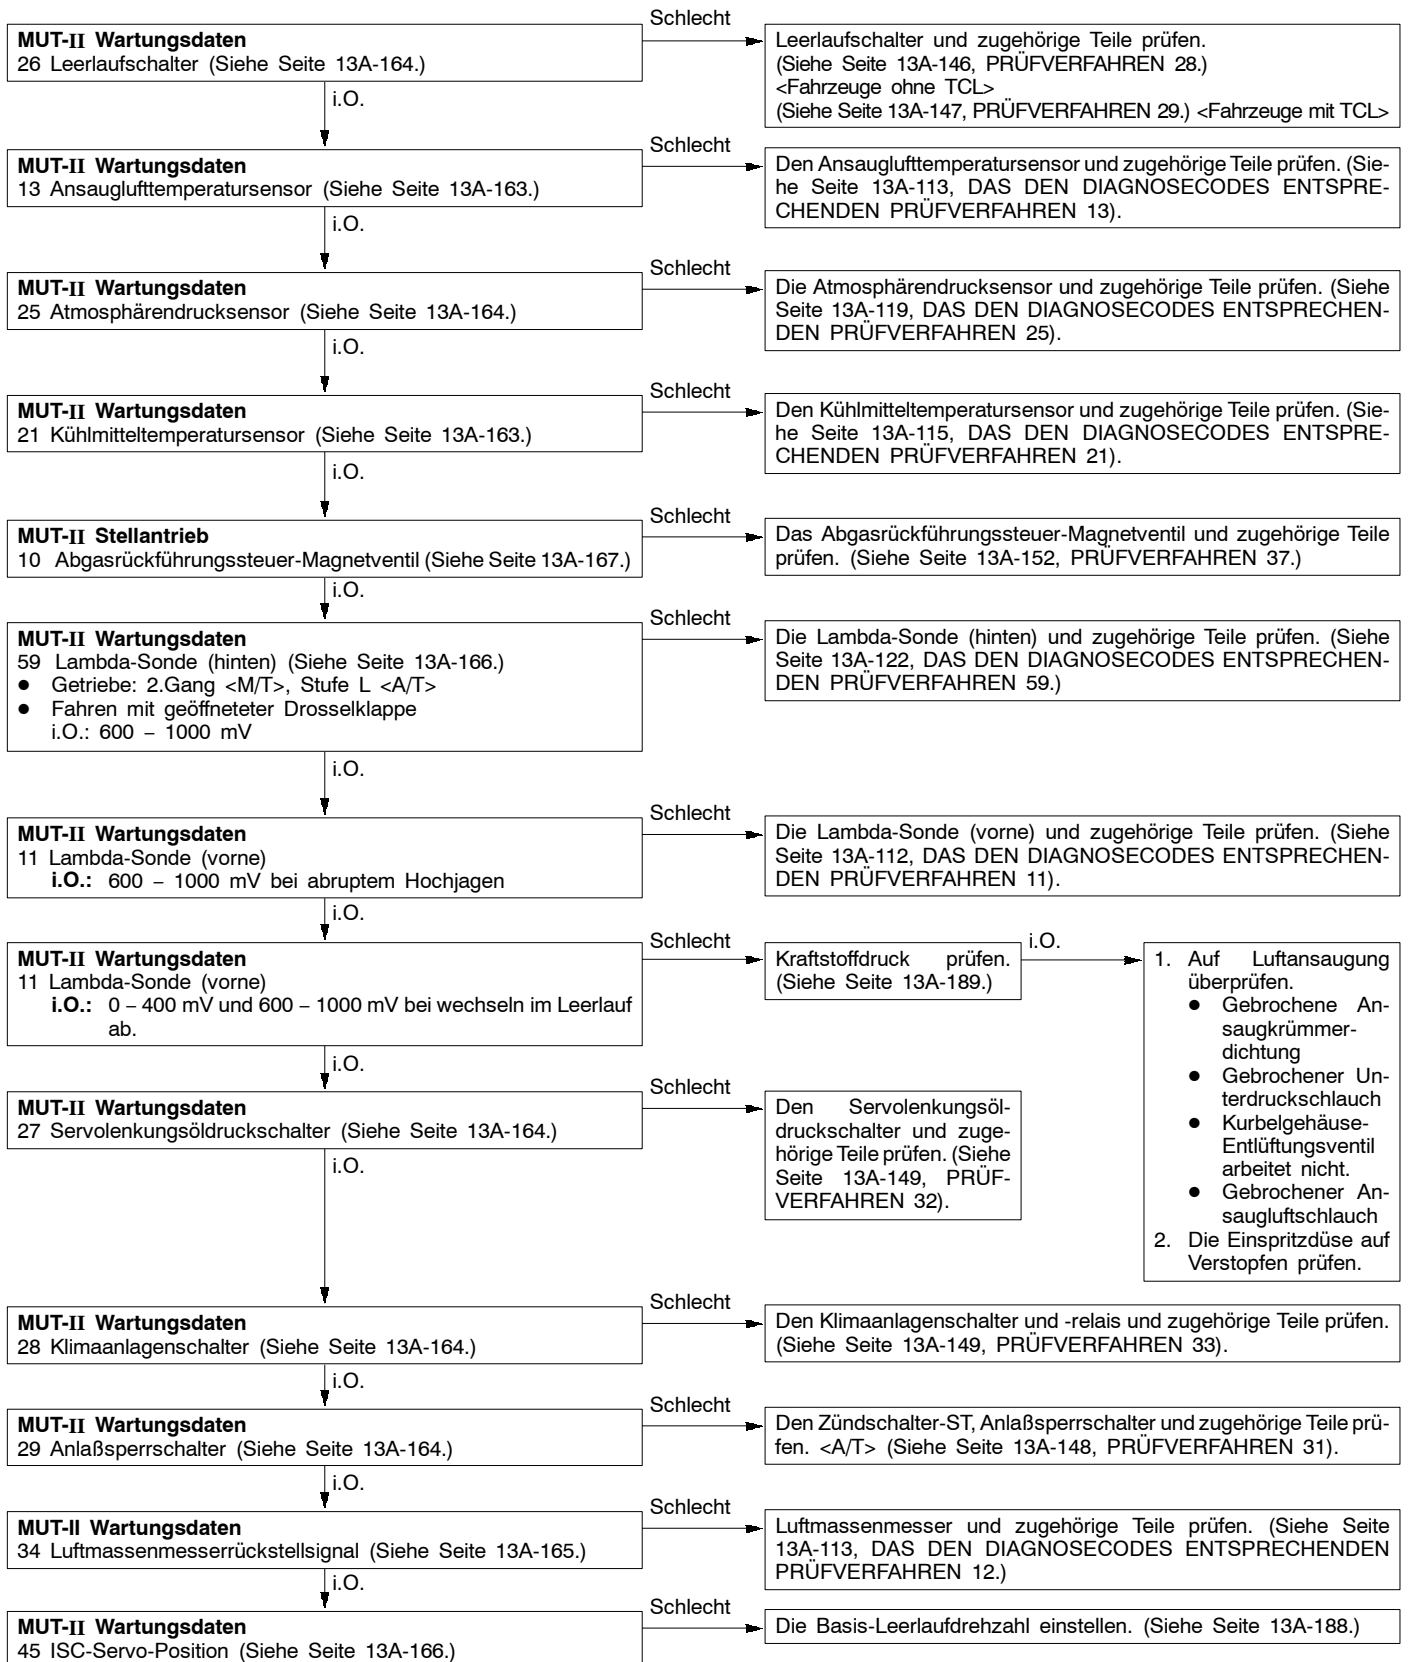 Schlecht
MUT-II Wartungsdaten
26 Leerlaufschalter (Siehe Seite 13A-164.)
Leerlaufschalter und zugehörige Teile prüfen.
(Siehe Seite 13A-146, PRÜFVERFAHREN 28.)
<Fahrzeuge ohne TCL>
(Siehe Seite 13A-147, PRÜFVERFAHREN 29.) <Fahrzeuge mit TCL>
i.O.
Schlecht
MUT-II Wartungsdaten
13 Ansauglufttemperatursensor (Siehe Seite 13A-163.)
Den Ansauglufttemperatursensor und zugehörige Teile prüfen. (Sie-
he Seite 13A-113, DAS DEN DIAGNOSECODES ENTSPRE-
CHENDEN PRÜFVERFAHREN 13).
i.O.
Schlecht
MUT-II Wartungsdaten
25 Atmosphärendrucksensor (Siehe Seite 13A-164.)
Die Atmosphärendrucksensor und zugehörige Teile prüfen. (Siehe
Seite 13A-119, DAS DEN DIAGNOSECODES ENTSPRECHEN-
DEN PRÜFVERFAHREN 25).
i.O.
Schlecht
MUT-II Wartungsdaten
21 Kühlmitteltemperatursensor (Siehe Seite 13A-163.)
Den Kühlmitteltemperatursensor und zugehörige Teile prüfen. (Sie-
he Seite 13A-115, DAS DEN DIAGNOSECODES ENTSPRE-
CHENDEN PRÜFVERFAHREN 21).
i.O.
Schlecht
MUT-II Stellantrieb
10 Abgasrückführungssteuer-Magnetventil (Siehe Seite 13A-167.)
Das Abgasrückführungssteuer-Magnetventil und zugehörige Teile
prüfen. (Siehe Seite 13A-152, PRÜFVERFAHREN 37.)
i.O.
Schlecht
MUT-II Wartungsdaten
59 Lambda-Sonde (hinten) (Siehe Seite 13A-166.)
● Getriebe: 2.Gang <M/T>, Stufe L <A/T>
● Fahren mit geöffneteter Drosselklappe
i.O.: 600 – 1000 mV
Die Lambda-Sonde (hinten) und zugehörige Teile prüfen. (Siehe
Seite 13A-122, DAS DEN DIAGNOSECODES ENTSPRECHEN-
DEN PRÜFVERFAHREN 59.)
i.O.
Schlecht
MUT-II Wartungsdaten
11 Lambda-Sonde (vorne)
i.O.: 600 – 1000 mV bei abruptem Hochjagen
Die Lambda-Sonde (vorne) und zugehörige Teile prüfen. (Siehe
Seite 13A-112, DAS DEN DIAGNOSECODES ENTSPRECHEN-
DEN PRÜFVERFAHREN 11).
i.O.
Schlecht
MUT-II Wartungsdaten
11 Lambda-Sonde (vorne)
i.O.: 0 – 400 mV und 600 – 1000 mV bei wechseln im Leerlauf
ab.
Kraftstoffdruck prüfen.
(Siehe Seite 13A-189.)
i.O.
1. Auf Luftansaugung
überprüfen.
● Gebrochene An-
saugkrümmer-
dichtung
● Gebrochener Un-
terdruckschlauch
● Kurbelgehäuse-
Entlüftungsventil
arbeitet nicht.
● Gebrochener An-
saugluftschlauch
2. Die Einspritzdüse auf
Verstopfen prüfen.
i.O.
Schlecht
MUT-II Wartungsdaten
27 Servolenkungsöldruckschalter (Siehe Seite 13A-164.)
Den Servolenkungsöl-
druckschalter und zuge-
hörige Teile prüfen. (Siehe
Seite 13A-149, PRÜF-
VERFAHREN 32).
i.O.
Schlecht
MUT-II Wartungsdaten
28 Klimaanlagenschalter (Siehe Seite 13A-164.)
Den Klimaanlagenschalter und -relais und zugehörige Teile prüfen.
(Siehe Seite 13A-149, PRÜFVERFAHREN 33).
i.O.
Schlecht
MUT-II Wartungsdaten
29 Anlaßsperrschalter (Siehe Seite 13A-164.)
Den Zündschalter-ST, Anlaßsperrschalter und zugehörige Teile prü-
fen. <A/T> (Siehe Seite 13A-148, PRÜFVERFAHREN 31).
i.O.
Schlecht
MUT-II Wartungsdaten
34 Luftmassenmesserrückstellsignal (Siehe Seite 13A-165.)
Luftmassenmesser und zugehörige Teile prüfen. (Siehe Seite
13A-113, DAS DEN DIAGNOSECODES ENTSPRECHENDEN
PRÜFVERFAHREN 12.)
i.O.
Schlecht
MUT-II Wartungsdaten
45 ISC-Servo-Position (Siehe Seite 13A-166.)
Die Basis-Leerlaufdrehzahl einstellen. (Siehe Seite 13A-188.)